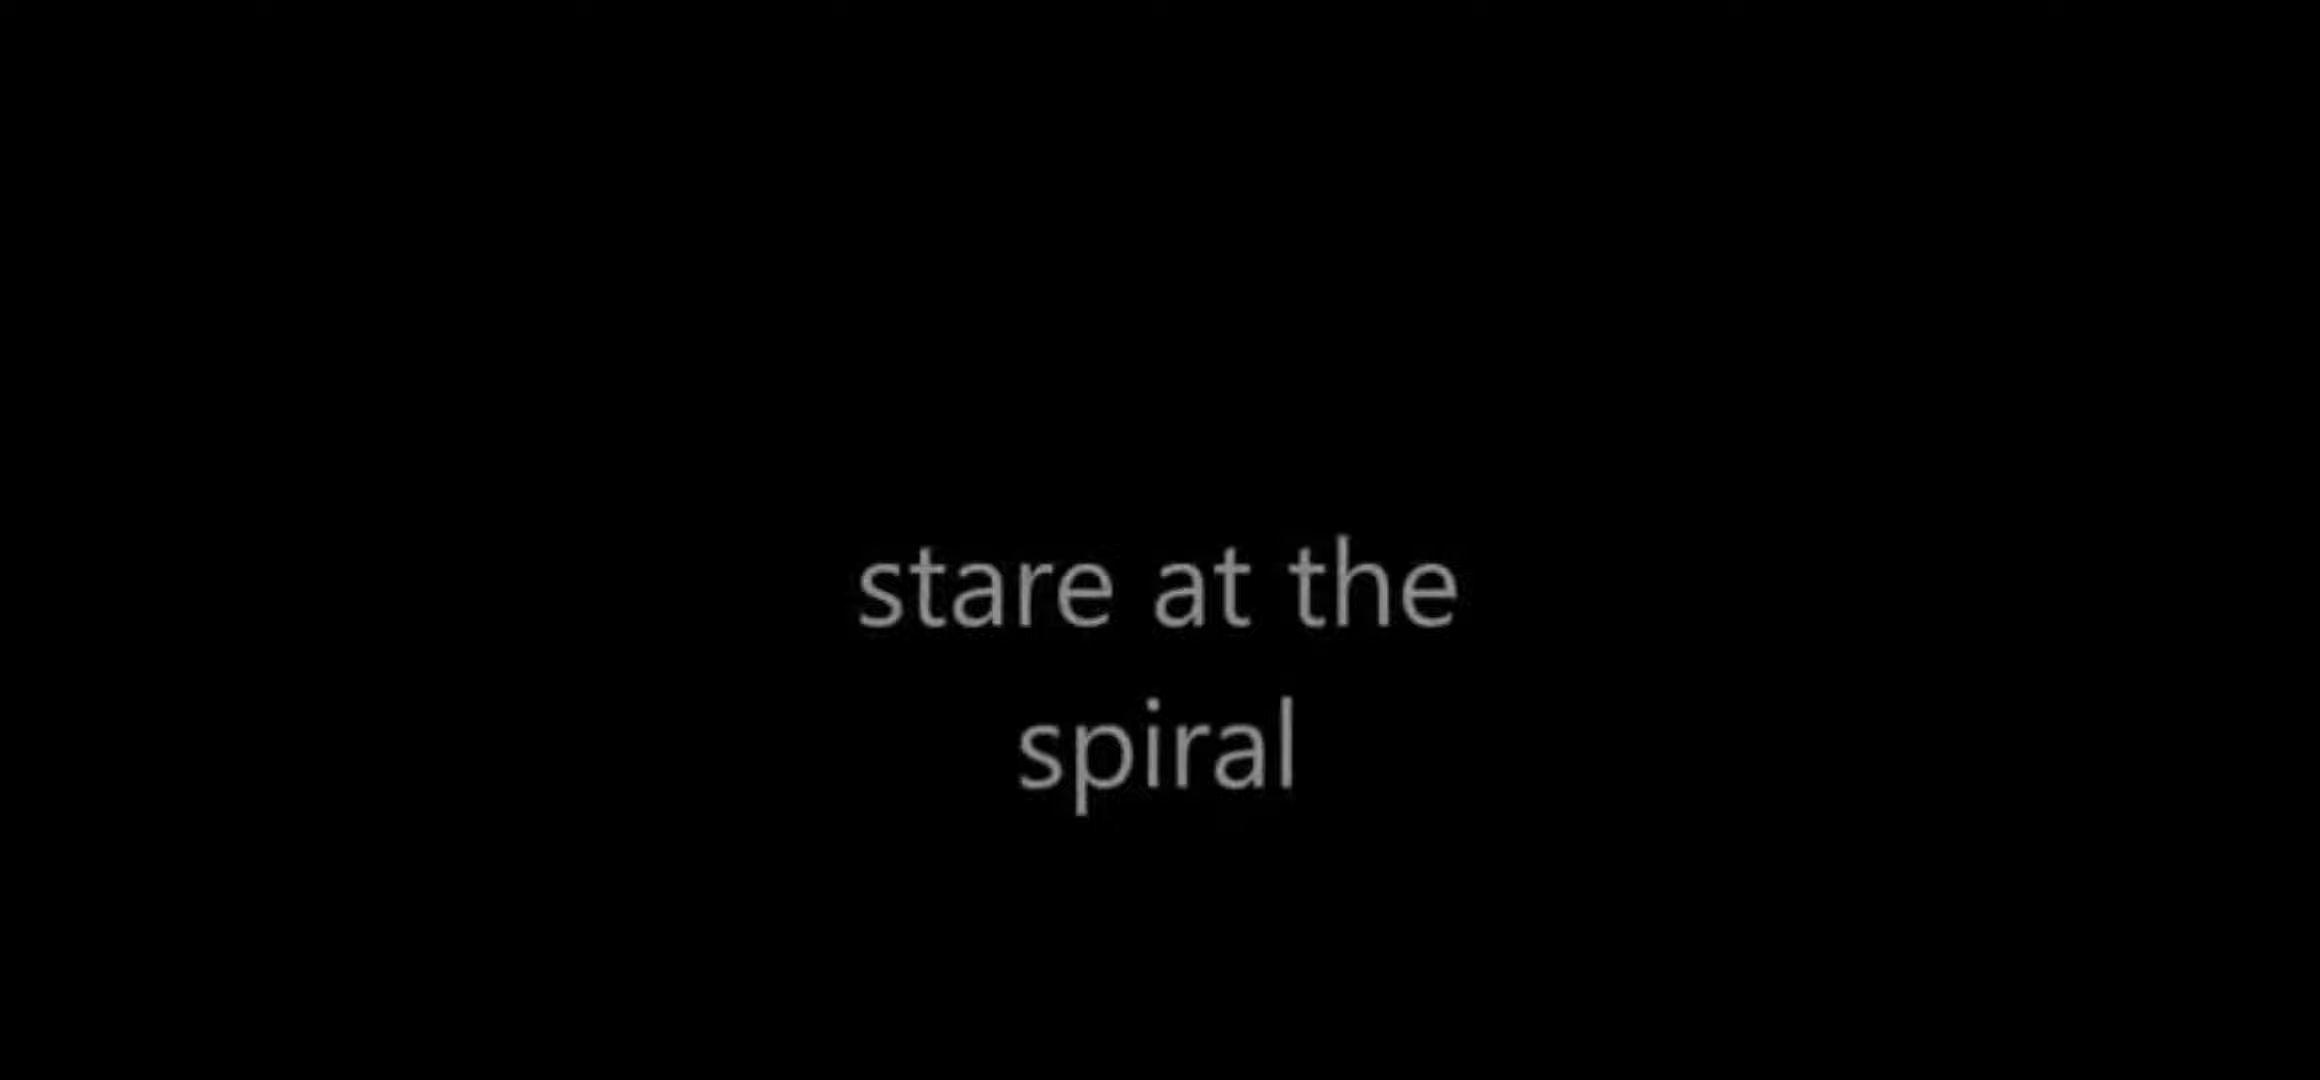 stare at the
spiral